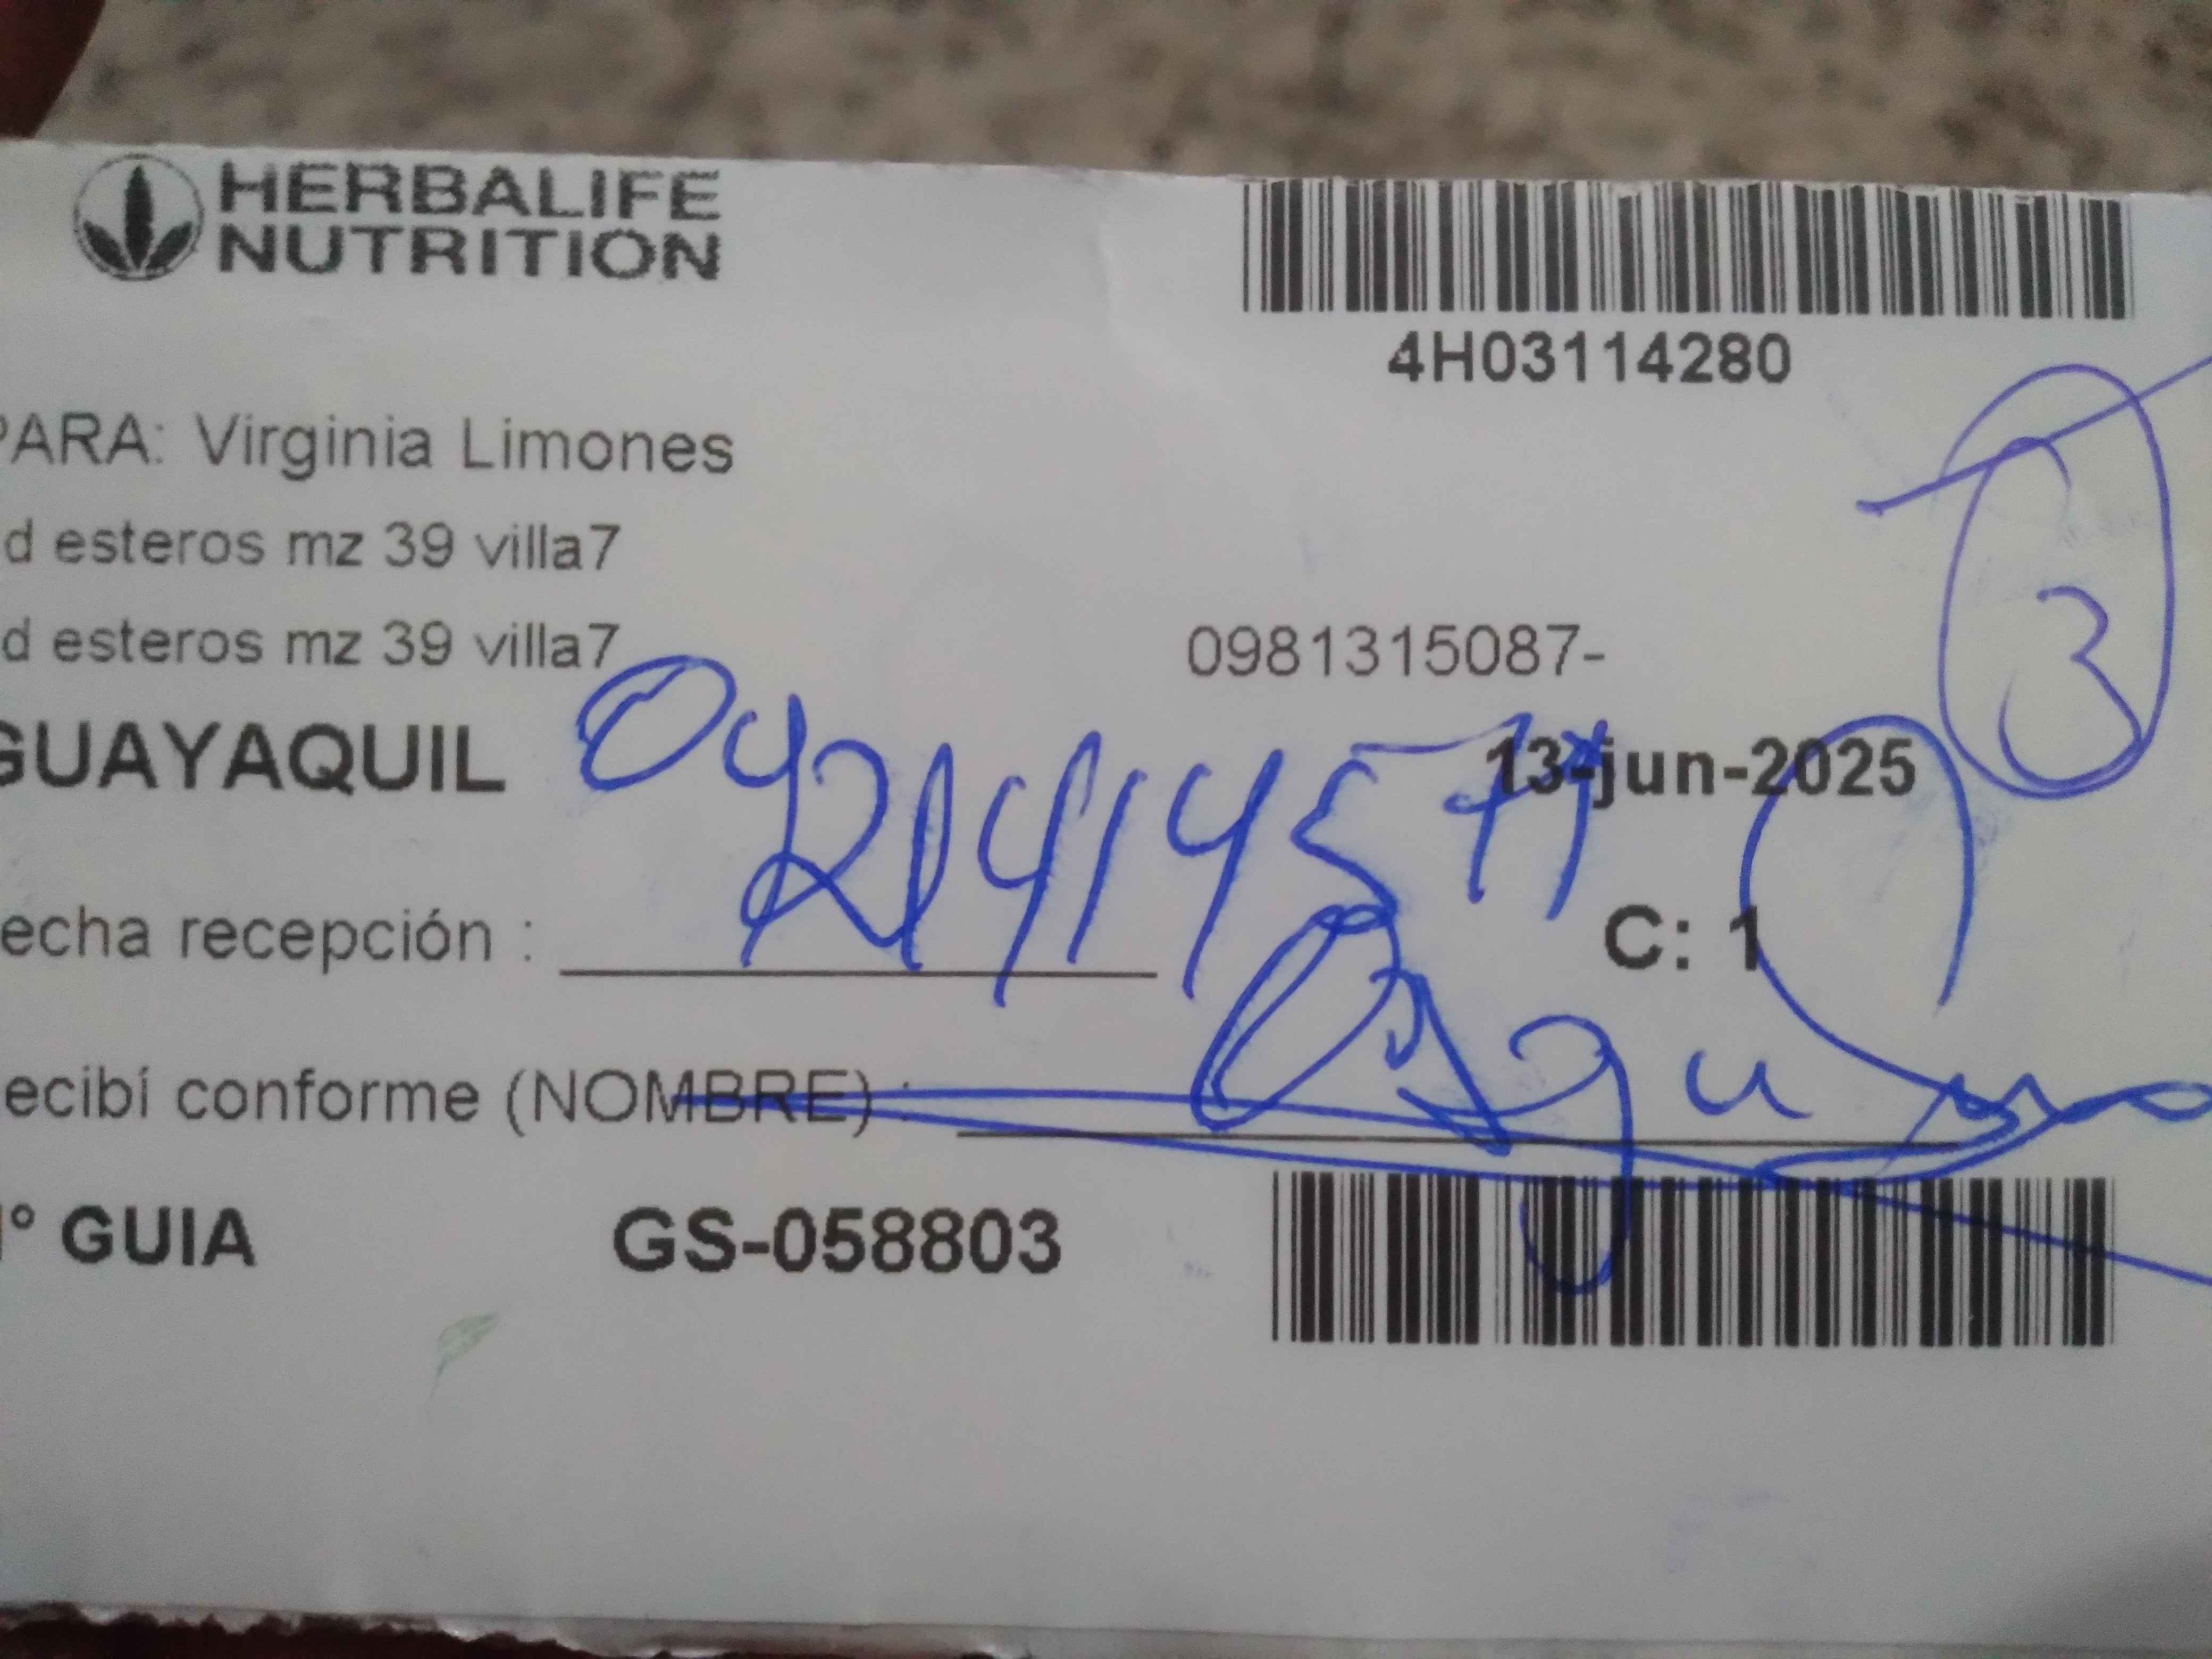 HERBALIFE
NUTRITION
4H03114280
PARA: Virginia Limones
d esteros mz 39 villa7
d esteros mz 39 villa7
0981315087-
3
GUAYAQUIL
13-jun-2025
echa recepción :
C: 1
ecibí conforme (NOMBRE) :
° GUIA
GS-058803